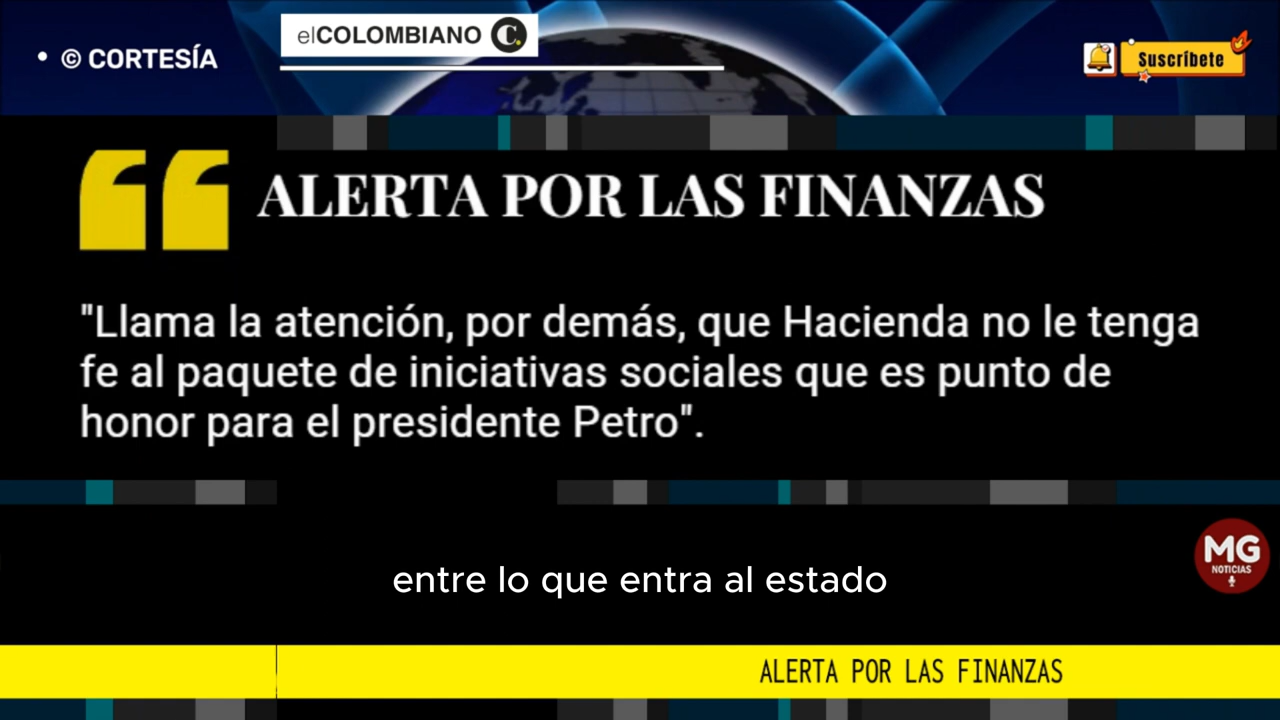 • © CORTESÍA
elCOLOMBIANO C.
Suscríbete
ALERTA POR LAS FINANZAS
"Llama la atención, por demás, que Hacienda no le tenga
fe al paquete de iniciativas sociales que es punto de
honor para el presidente Petro".
MG
NOTICIAS
entre lo que entra al estado
ALERTA POR LAS FINANZAS